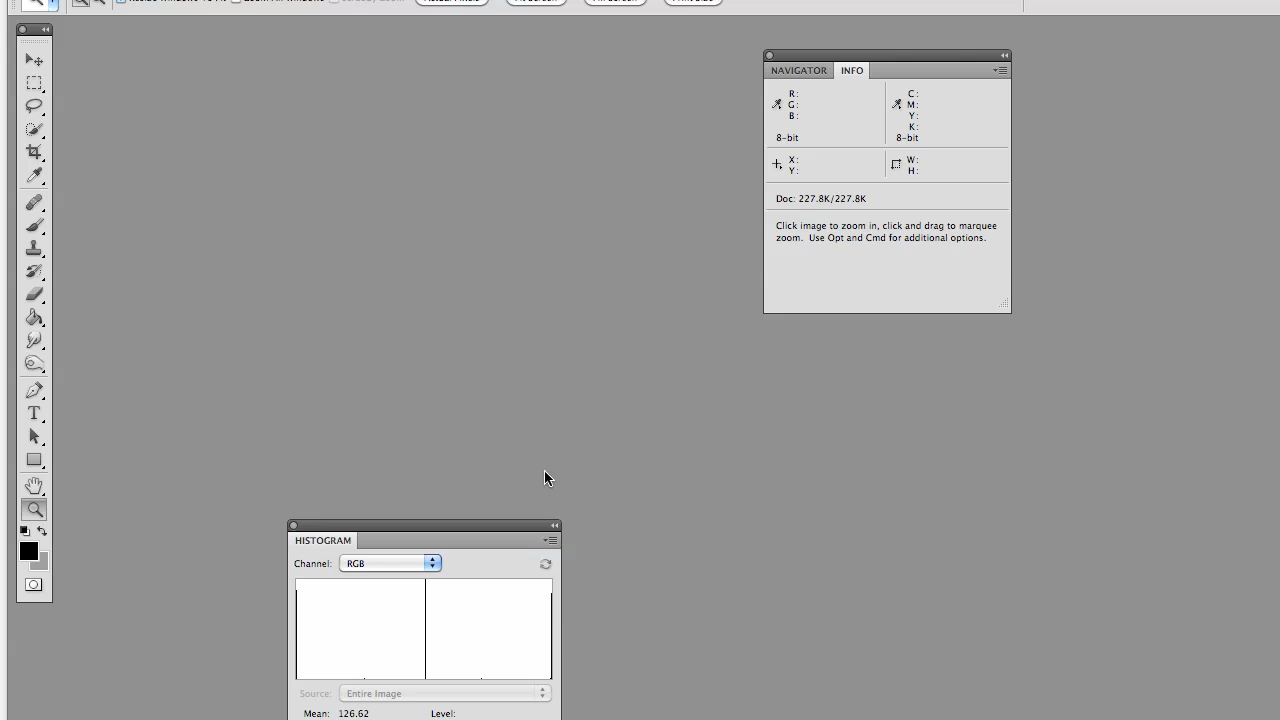 NAVIGATOR INFO
R: C:
G: M:
B: Y:
K:
8-bit 8-bit
X: W:
Y: H:
Doc: 227.8K/227.8K
Click image to zoom in, click and drag to marquee
zoom. Use Opt and Cmd for additional options.
T
HISTOGRAM
Channel: RGB
Source: Entire Image
Mean: 126.62 Level: